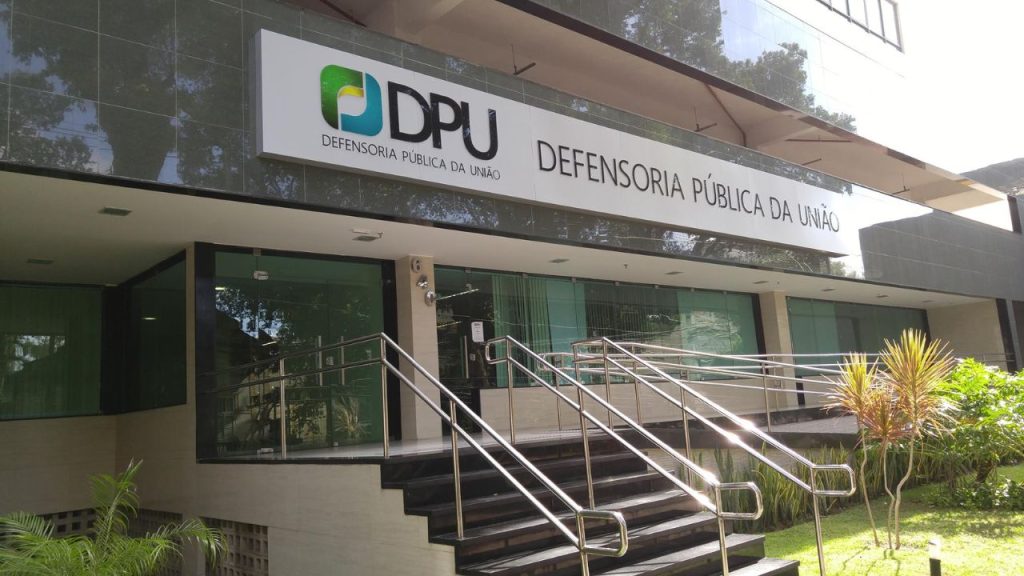 DPU
DEFENSORIA PÚBLICA DA UNIÃO
DEFENSORIA PÚBLICA DA UNIÃO